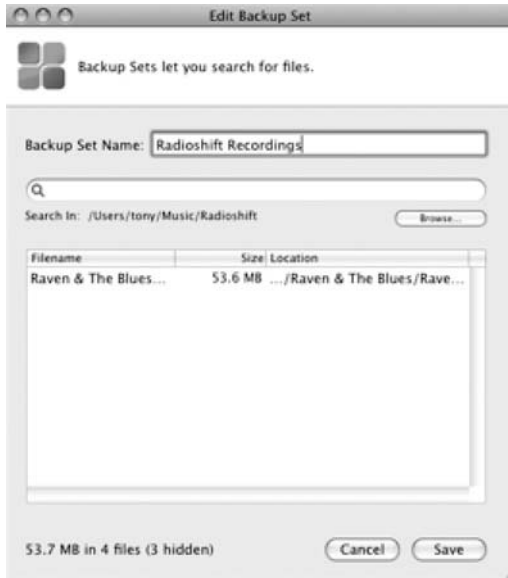 Edit Backup Set
Backup Sets let you search for files.
Backup Set Name: Radioshift Recordings
Search In: /Users/tony/Music/Radioshift
Browse...
Filename Size Location
Raven & The Blues... 53.6 MB .../Raven & The Blues/Rave...
53.7 MB in 4 files (3 hidden)
Cancel Save